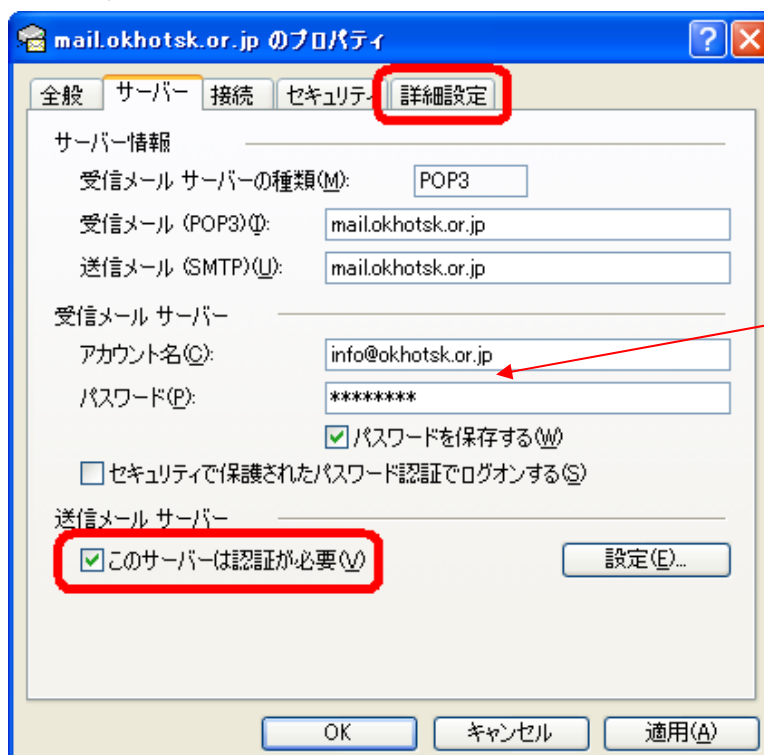 mail.okhotsk.or.jp のプロパティ
全般 サーバー 接続 セキュリティ 詳細設定
サーバー情報
受信メール サーバーの種類(M): POP3
受信メール (POP3)(I): mail.okhotsk.or.jp
送信メール (SMTP)(U): mail.okhotsk.or.jp
受信メール サーバー
アカウント名(C): info@okhotsk.or.jp
パスワード(P): ********
パスワードを保存する(W)
セキュリティで保護されたパスワード認証でログオンする(S)
送信メール サーバー
このサーバーは認証が必要(V) 設定(E)...
OK キャンセル 適用(A)